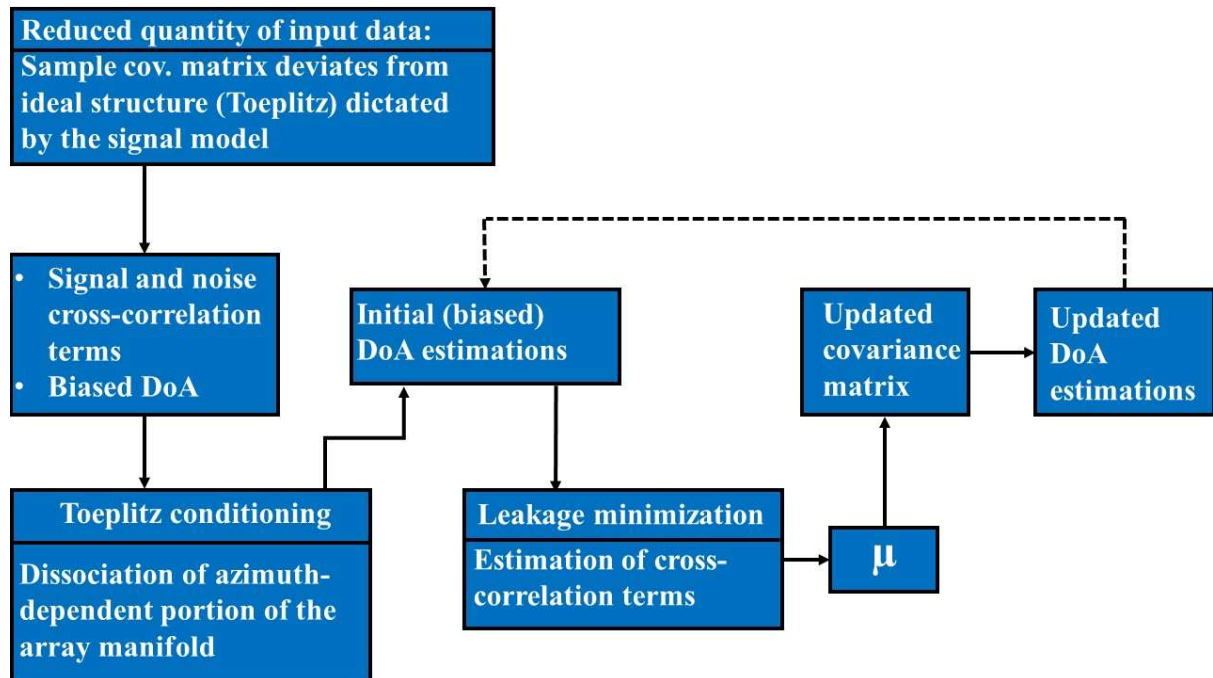 Reduced quantity of input data:
Sample cov. matrix deviates from
ideal structure (Toeplitz) dictated
by the signal model
• Signal and noise
cross-correlation
terms
• Biased DoA
Toeplitz conditioning
Dissociation of azimuth-
dependent portion of the
array manifold
Initial (biased)
DoA estimations
Leakage minimization
Estimation of cross-
correlation terms
μ
Updated
covariance
matrix
Updated
DoA
estimations